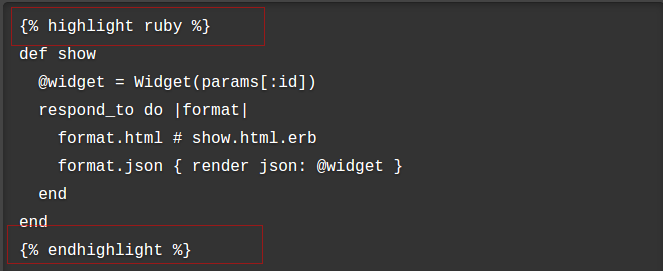 {% highlight ruby %}
def show
  @widget = Widget(params[:id])
  respond_to do |format|
    format.html # show.html.erb
    format.json { render json: @widget }
  end
end
{% endhighlight %}